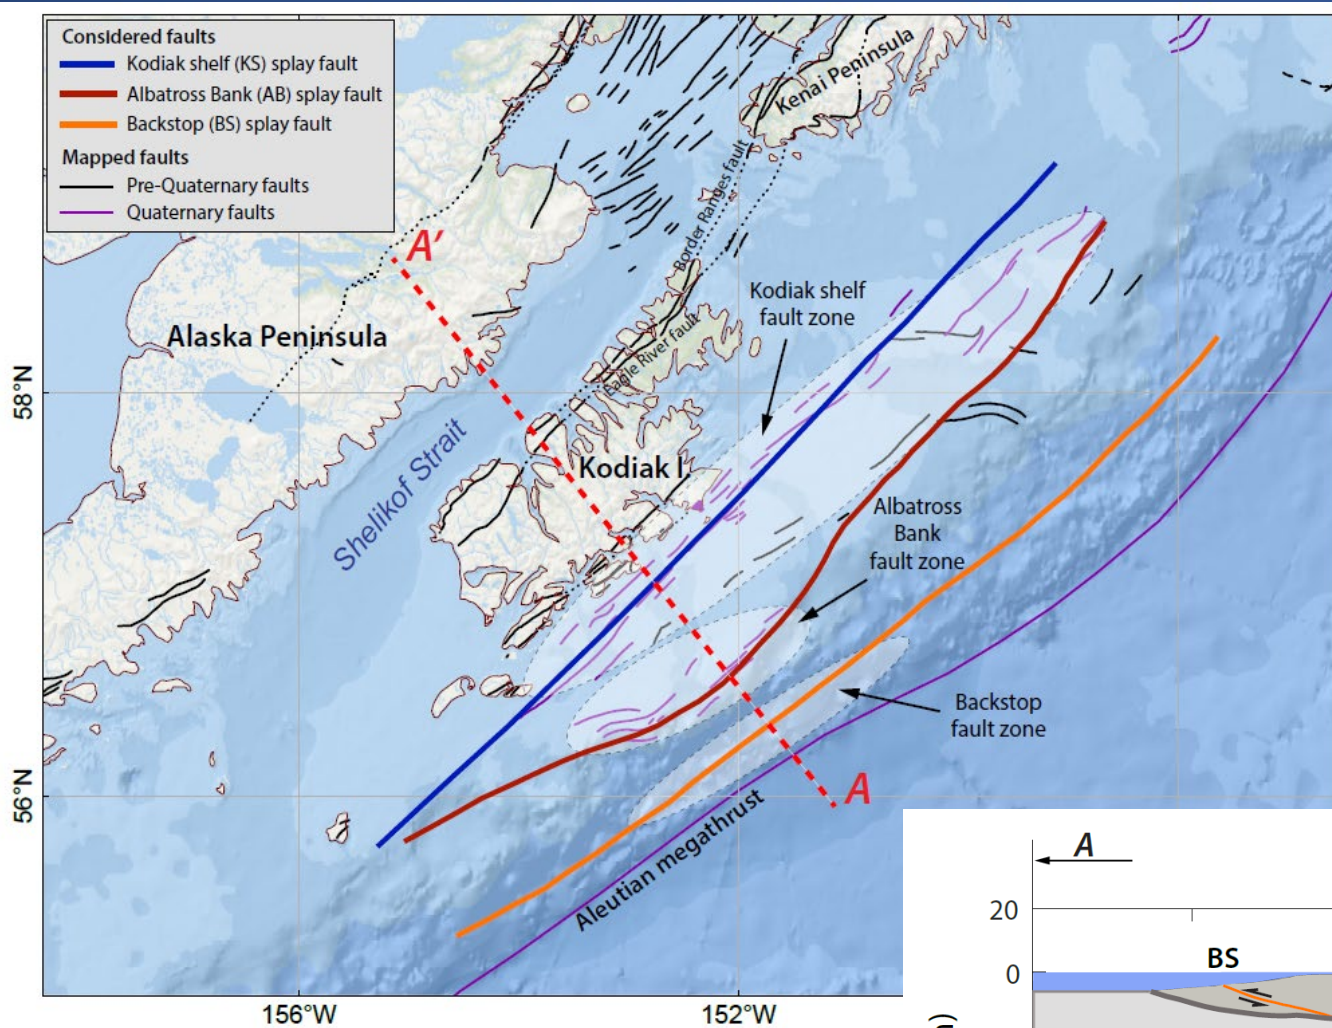 Considered faults
Kodiak shelf (KS) splay fault
Albatross Bank (AB) splay fault
Backstop (BS) splay fault
Mapped faults
Pre-Quaternary faults
Quaternary faults
Kenai Peninsula
Border Ranges fault
A′
Kodiak shelf
fault zone
Alaska Peninsula
Eagle River fault
58°N
Shelikof Strait
Kodiak I.
Albatross
Bank
fault zone
Backstop
fault zone
56°N
A
Aleutian megathrust
A
20
0
BS
156°W
152°W